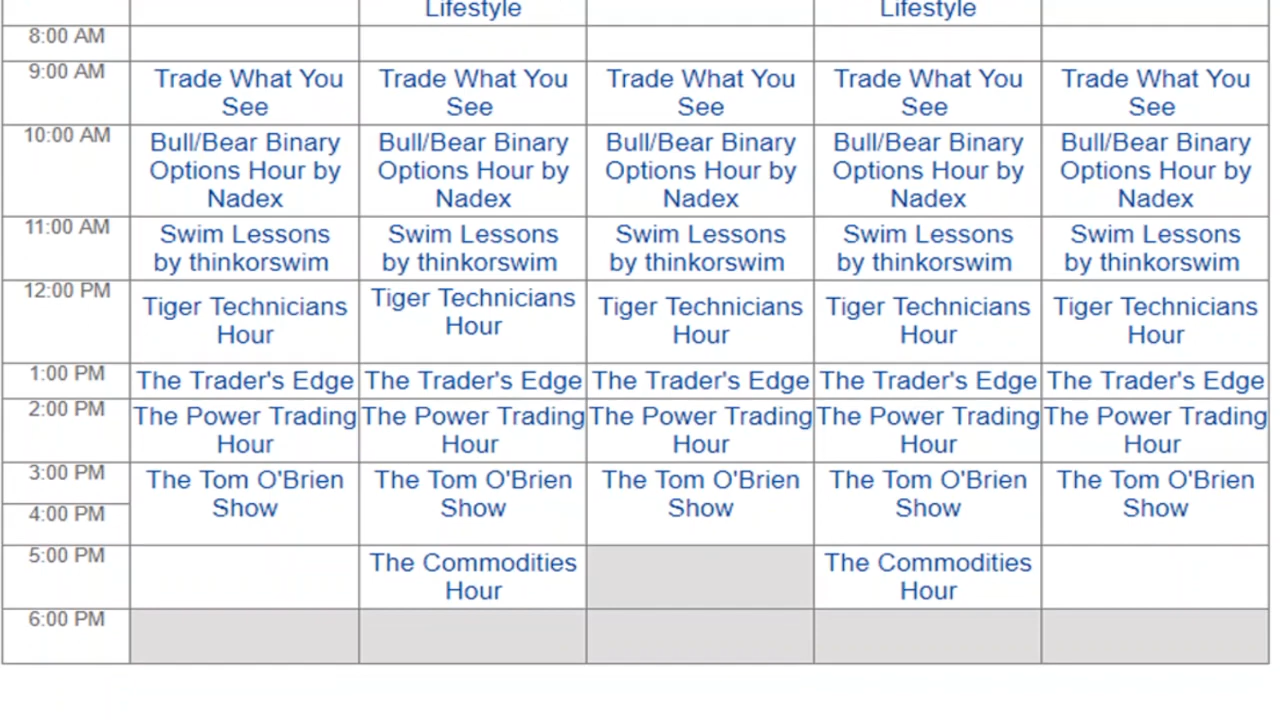 Lifestyle Lifestyle
8:00 AM
9:00 AM Trade What You Trade What You Trade What You Trade What You Trade What You
See See See See See
10:00 AM Bull/Bear Binary Bull/Bear Binary Bull/Bear Binary Bull/Bear Binary Bull/Bear Binary
Options Hour by Options Hour by Options Hour by Options Hour by Options Hour by
Nadex Nadex Nadex Nadex Nadex
11:00 AM Swim Lessons Swim Lessons Swim Lessons Swim Lessons Swim Lessons
by thinkorswim by thinkorswim by thinkorswim by thinkorswim by thinkorswim
12:00 PM Tiger Technicians Tiger Technicians Tiger Technicians Tiger Technicians Tiger Technicians
Hour Hour Hour Hour Hour
1:00 PM The Trader's Edge The Trader's Edge The Trader's Edge The Trader's Edge The Trader's Edge
2:00 PM The Power Trading The Power Trading The Power Trading The Power Trading The Power Trading
Hour Hour Hour Hour Hour
3:00 PM The Tom O'Brien The Tom O'Brien The Tom O'Brien The Tom O'Brien The Tom O'Brien
Show Show Show Show Show
4:00 PM
5:00 PM The Commodities The Commodities
Hour Hour
6:00 PM